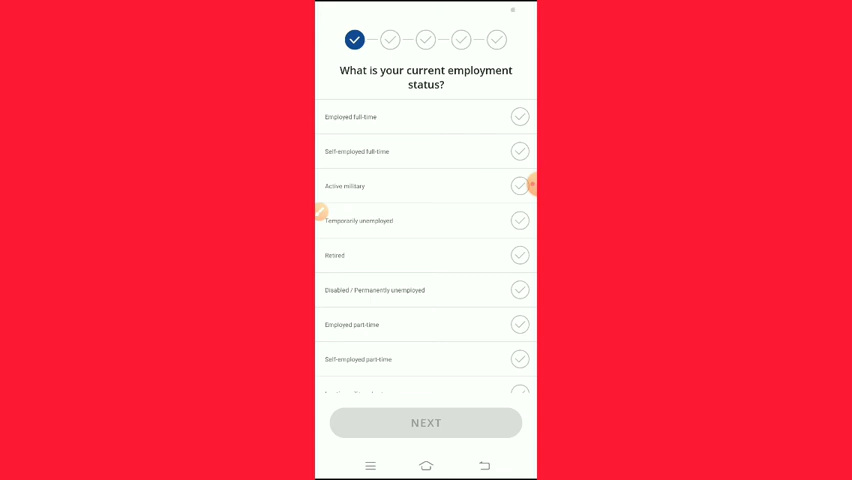 What is your current employment
status?
Employed full-time
Self-employed full-time
Active military
Temporarily unemployed
Retired
Disabled / Permanently unemployed
Employed part-time
Self-employed part-time
NEXT